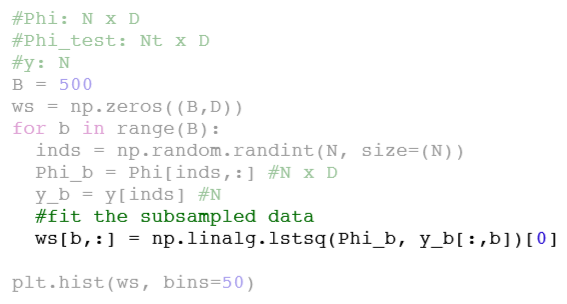 #Phi: N x D
#Phi_test: Nt x D
#y: N
B = 500
ws = np.zeros((B,D))
for b in range(B):
  inds = np.random.randint(N, size=(N))
  Phi_b = Phi[inds,:] #N x D
  y_b = y[inds] #N
  #fit the subsampled data
  ws[b,:] = np.linalg.lstsq(Phi_b, y_b[:,b])[0]
plt.hist(ws, bins=50)